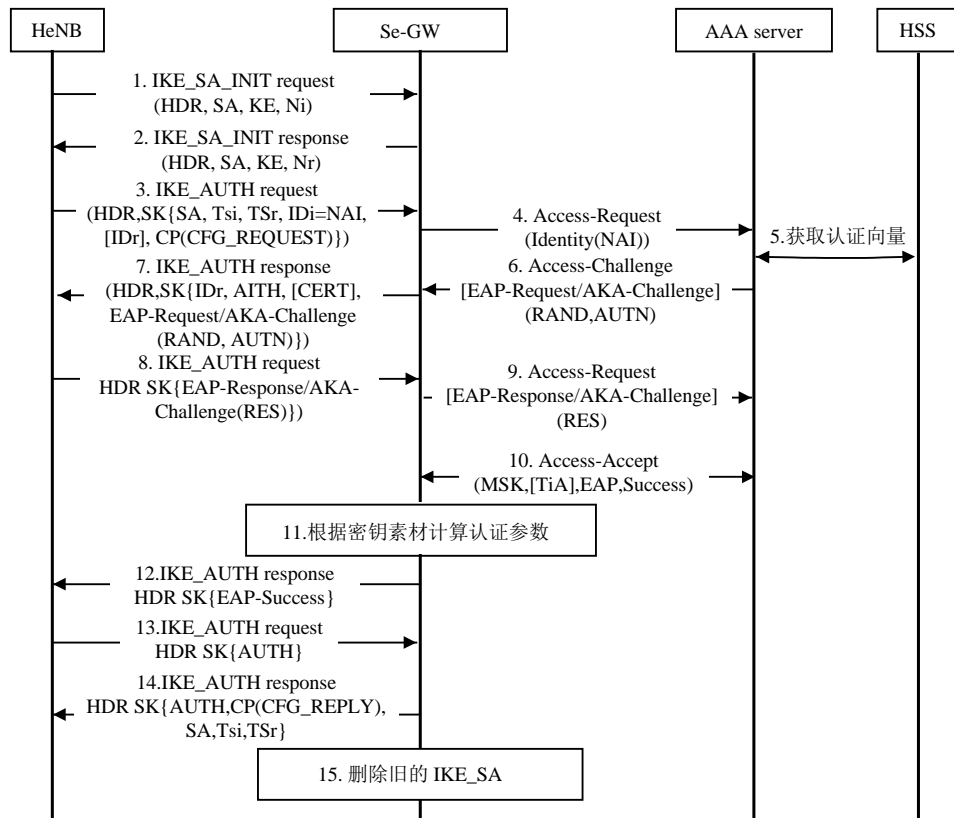 HeNB
Se-GW
AAA server
HSS
1. IKE_SA_INIT request
(HDR, SA, KE, Ni)
2. IKE_SA_INIT response
(HDR, SA, KE, Nr)
3. IKE_AUTH request
(HDR,SK{SA, Tsi, TSr, IDi=NAI,
[IDr], CP(CFG_REQUEST)})
4. Access-Request
(Identity(NAI))
5.获取认证向量
6. Access-Challenge
[EAP-Request/AKA-Challenge]
(RAND,AUTN)
7. IKE_AUTH response
(HDR,SK{IDr, AITH, [CERT],
EAP-Request/AKA-Challenge
(RAND, AUTN)})
8. IKE_AUTH request
HDR SK{EAP-Response/AKA-
Challenge(RES)})
9. Access-Request
[EAP-Response/AKA-Challenge]
(RES)
10. Access-Accept
(MSK,[TiA],EAP,Success)
11.根据密钥素材计算认证参数
12.IKE_AUTH response
HDR SK{EAP-Success}
13.IKE_AUTH request
HDR SK{AUTH}
14.IKE_AUTH response
HDR SK{AUTH,CP(CFG_REPLY),
SA,Tsi,TSr}
15. 删除旧的 IKE_SA